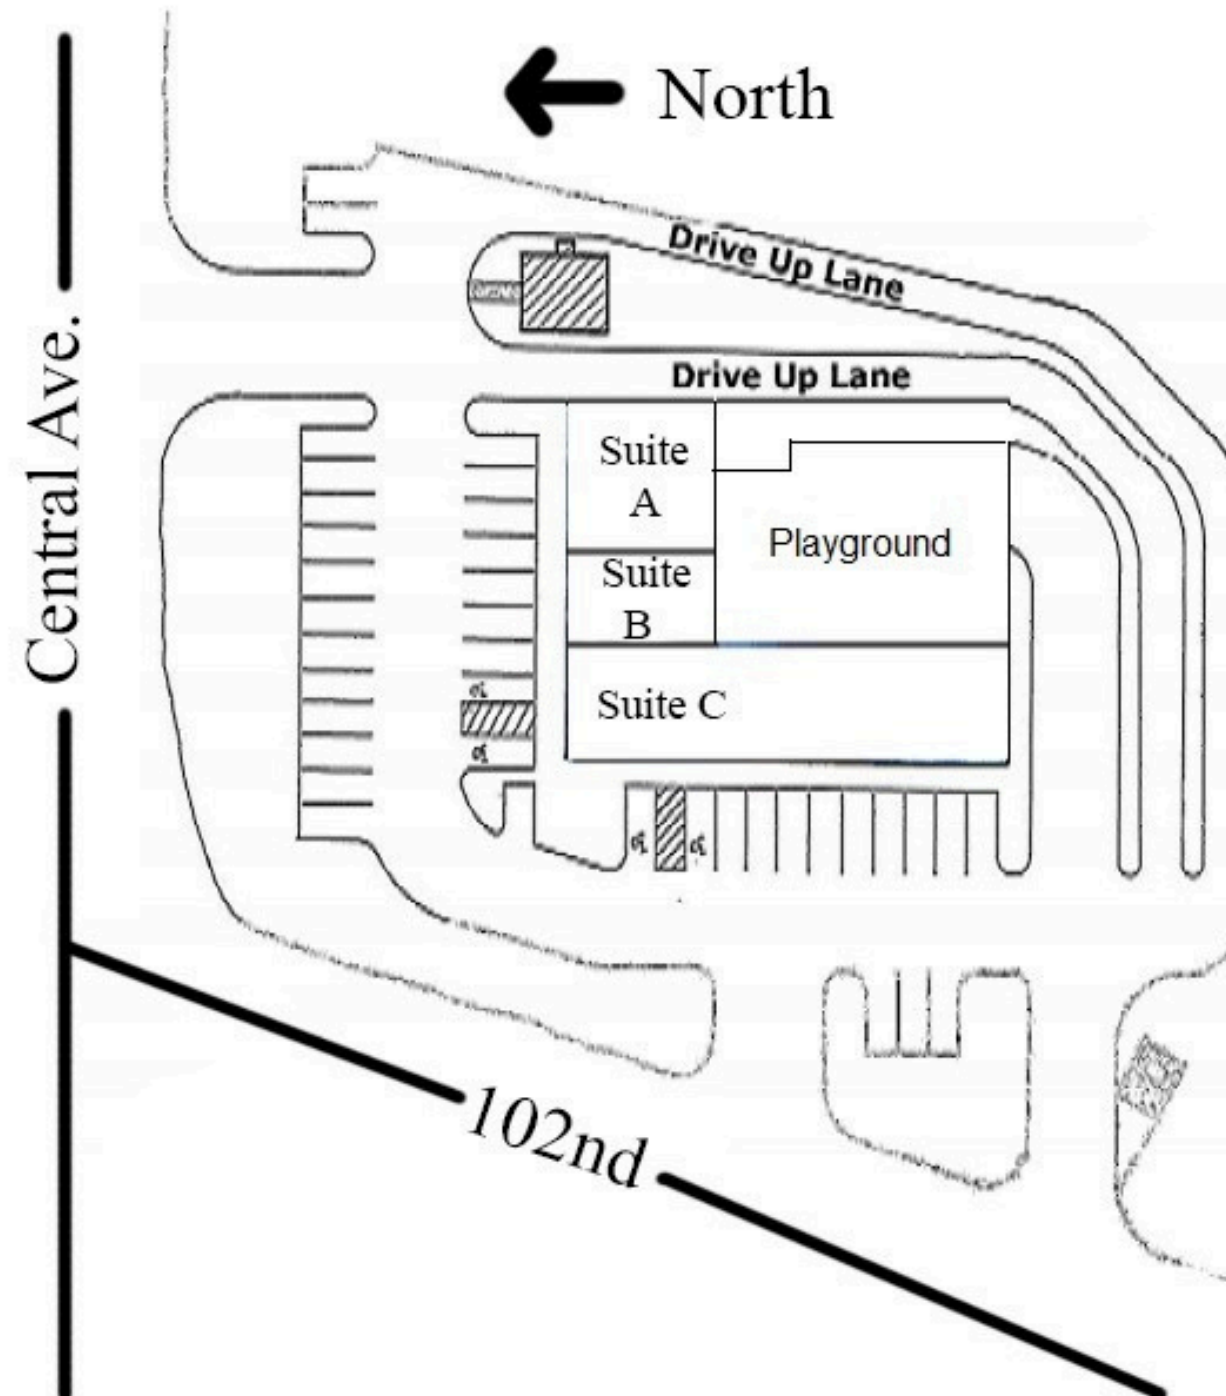 North
Drive Up Lane
Drive Up Lane
Central Ave.
Suite
A
Playground
Suite
B
Suite C
102nd